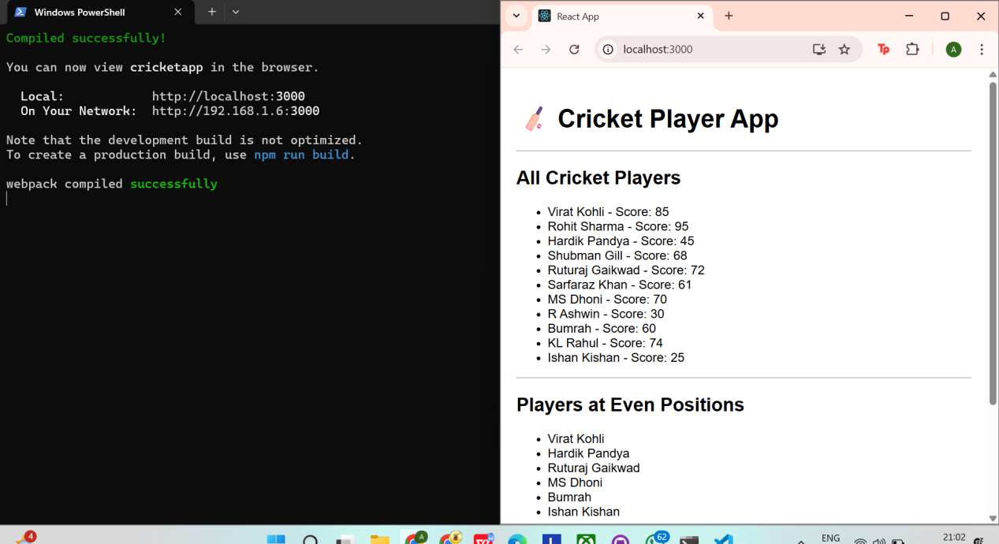 Windows PowerShell
Compiled successfully!
You can now view cricketapp in the browser.
Local: http://localhost:3000
On Your Network: http://192.168.1.6:3000
Note that the development build is not optimized.
To create a production build, use npm run build.
webpack compiled successfully
React App
localhost:3000
Tp
A
Cricket Player App
All Cricket Players
• Virat Kohli - Score: 85
• Rohit Sharma - Score: 95
• Hardik Pandya - Score: 45
• Shubman Gill - Score: 68
• Ruturaj Gaikwad - Score: 72
• Sarfaraz Khan - Score: 61
• MS Dhoni - Score: 70
• R Ashwin - Score: 30
• Bumrah - Score: 60
• KL Rahul - Score: 74
• Ishan Kishan - Score: 25
Players at Even Positions
• Virat Kohli
• Hardik Pandya
• Ruturaj Gaikwad
• MS Dhoni
• Bumrah
• Ishan Kishan
4
A
62
ENG
21:02